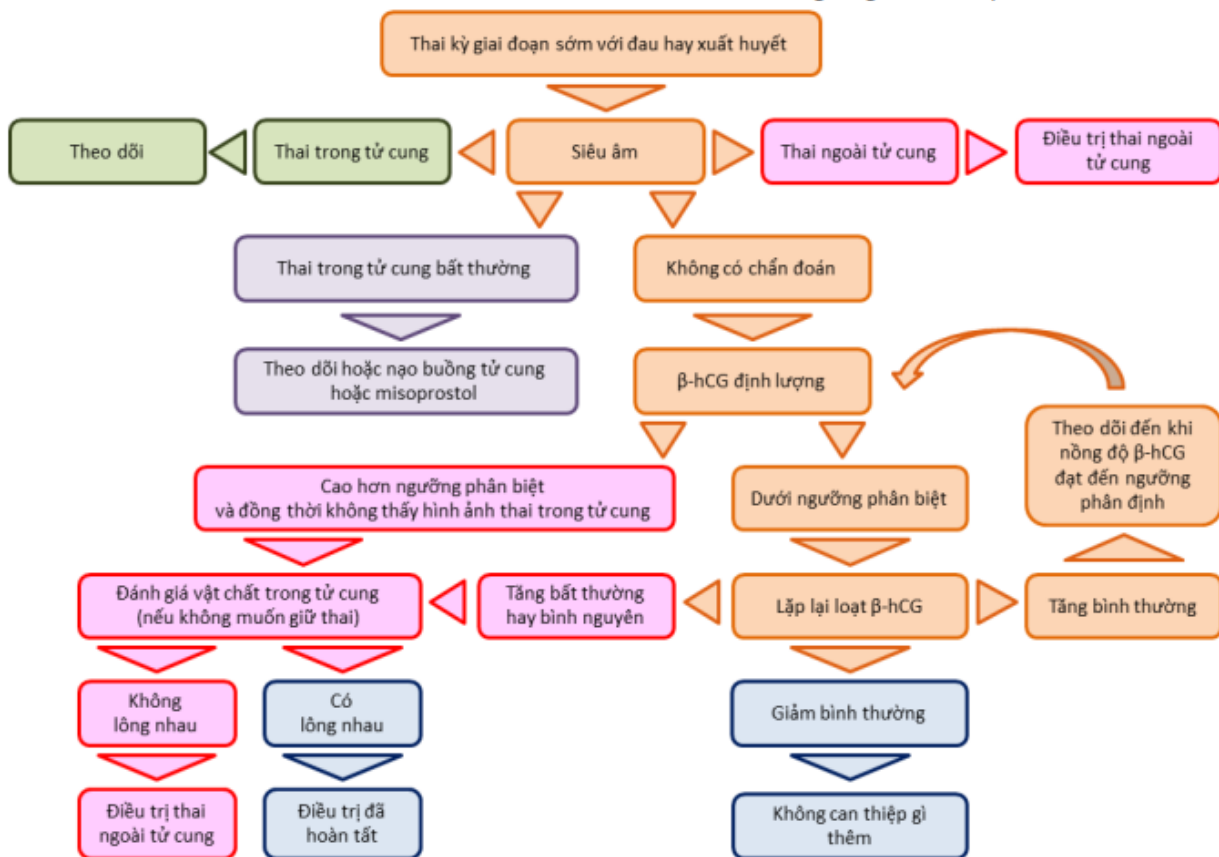 Thai kỳ giai đoạn sớm với đau hay xuất huyết
Theo dõi
Thai trong tử cung
Siêu âm
Thai ngoài tử cung
Điều trị thai ngoài
tử cung
Thai trong tử cung bất thường
Không có chẩn đoán
Theo dõi hoặc nạo buồng tử cung
hoặc misoprostol
β-hCG định lượng
Theo dõi đến khi
nồng độ β-hCG
đạt đến ngưỡng
phân định
Cao hơn ngưỡng phân biệt
và đồng thời không thấy hình ảnh thai trong tử cung
Dưới ngưỡng phân biệt
Đánh giá vật chất trong tử cung
(nếu không muốn giữ thai)
Tăng bất thường
hay bình nguyên
Lặp lại loạt β-hCG
Tăng bình thường
Không
lông nhau
Có
lông nhau
Giảm bình thường
Điều trị thai
ngoài tử cung
Điều trị đã
hoàn tất
Không can thiệp gì
thêm